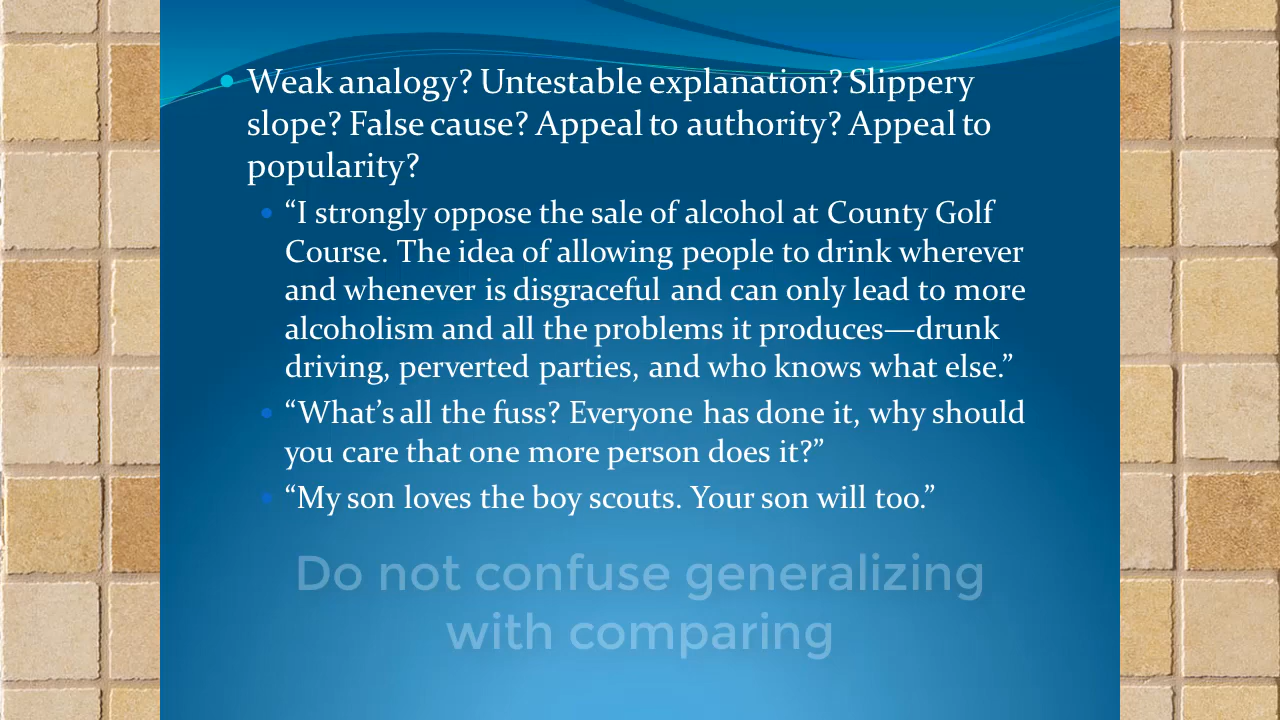 Weak analogy? Untestable explanation? Slippery
slope? False cause? Appeal to authority? Appeal to
popularity?
“I strongly oppose the sale of alcohol at County Golf
Course. The idea of allowing people to drink wherever
and whenever is disgraceful and can only lead to more
alcoholism and all the problems it produces—drunk
driving, perverted parties, and who knows what else.”
“What’s all the fuss? Everyone has done it, why should
you care that one more person does it?”
“My son loves the boy scouts. Your son will too.”
Do not confuse generalizing
with comparing